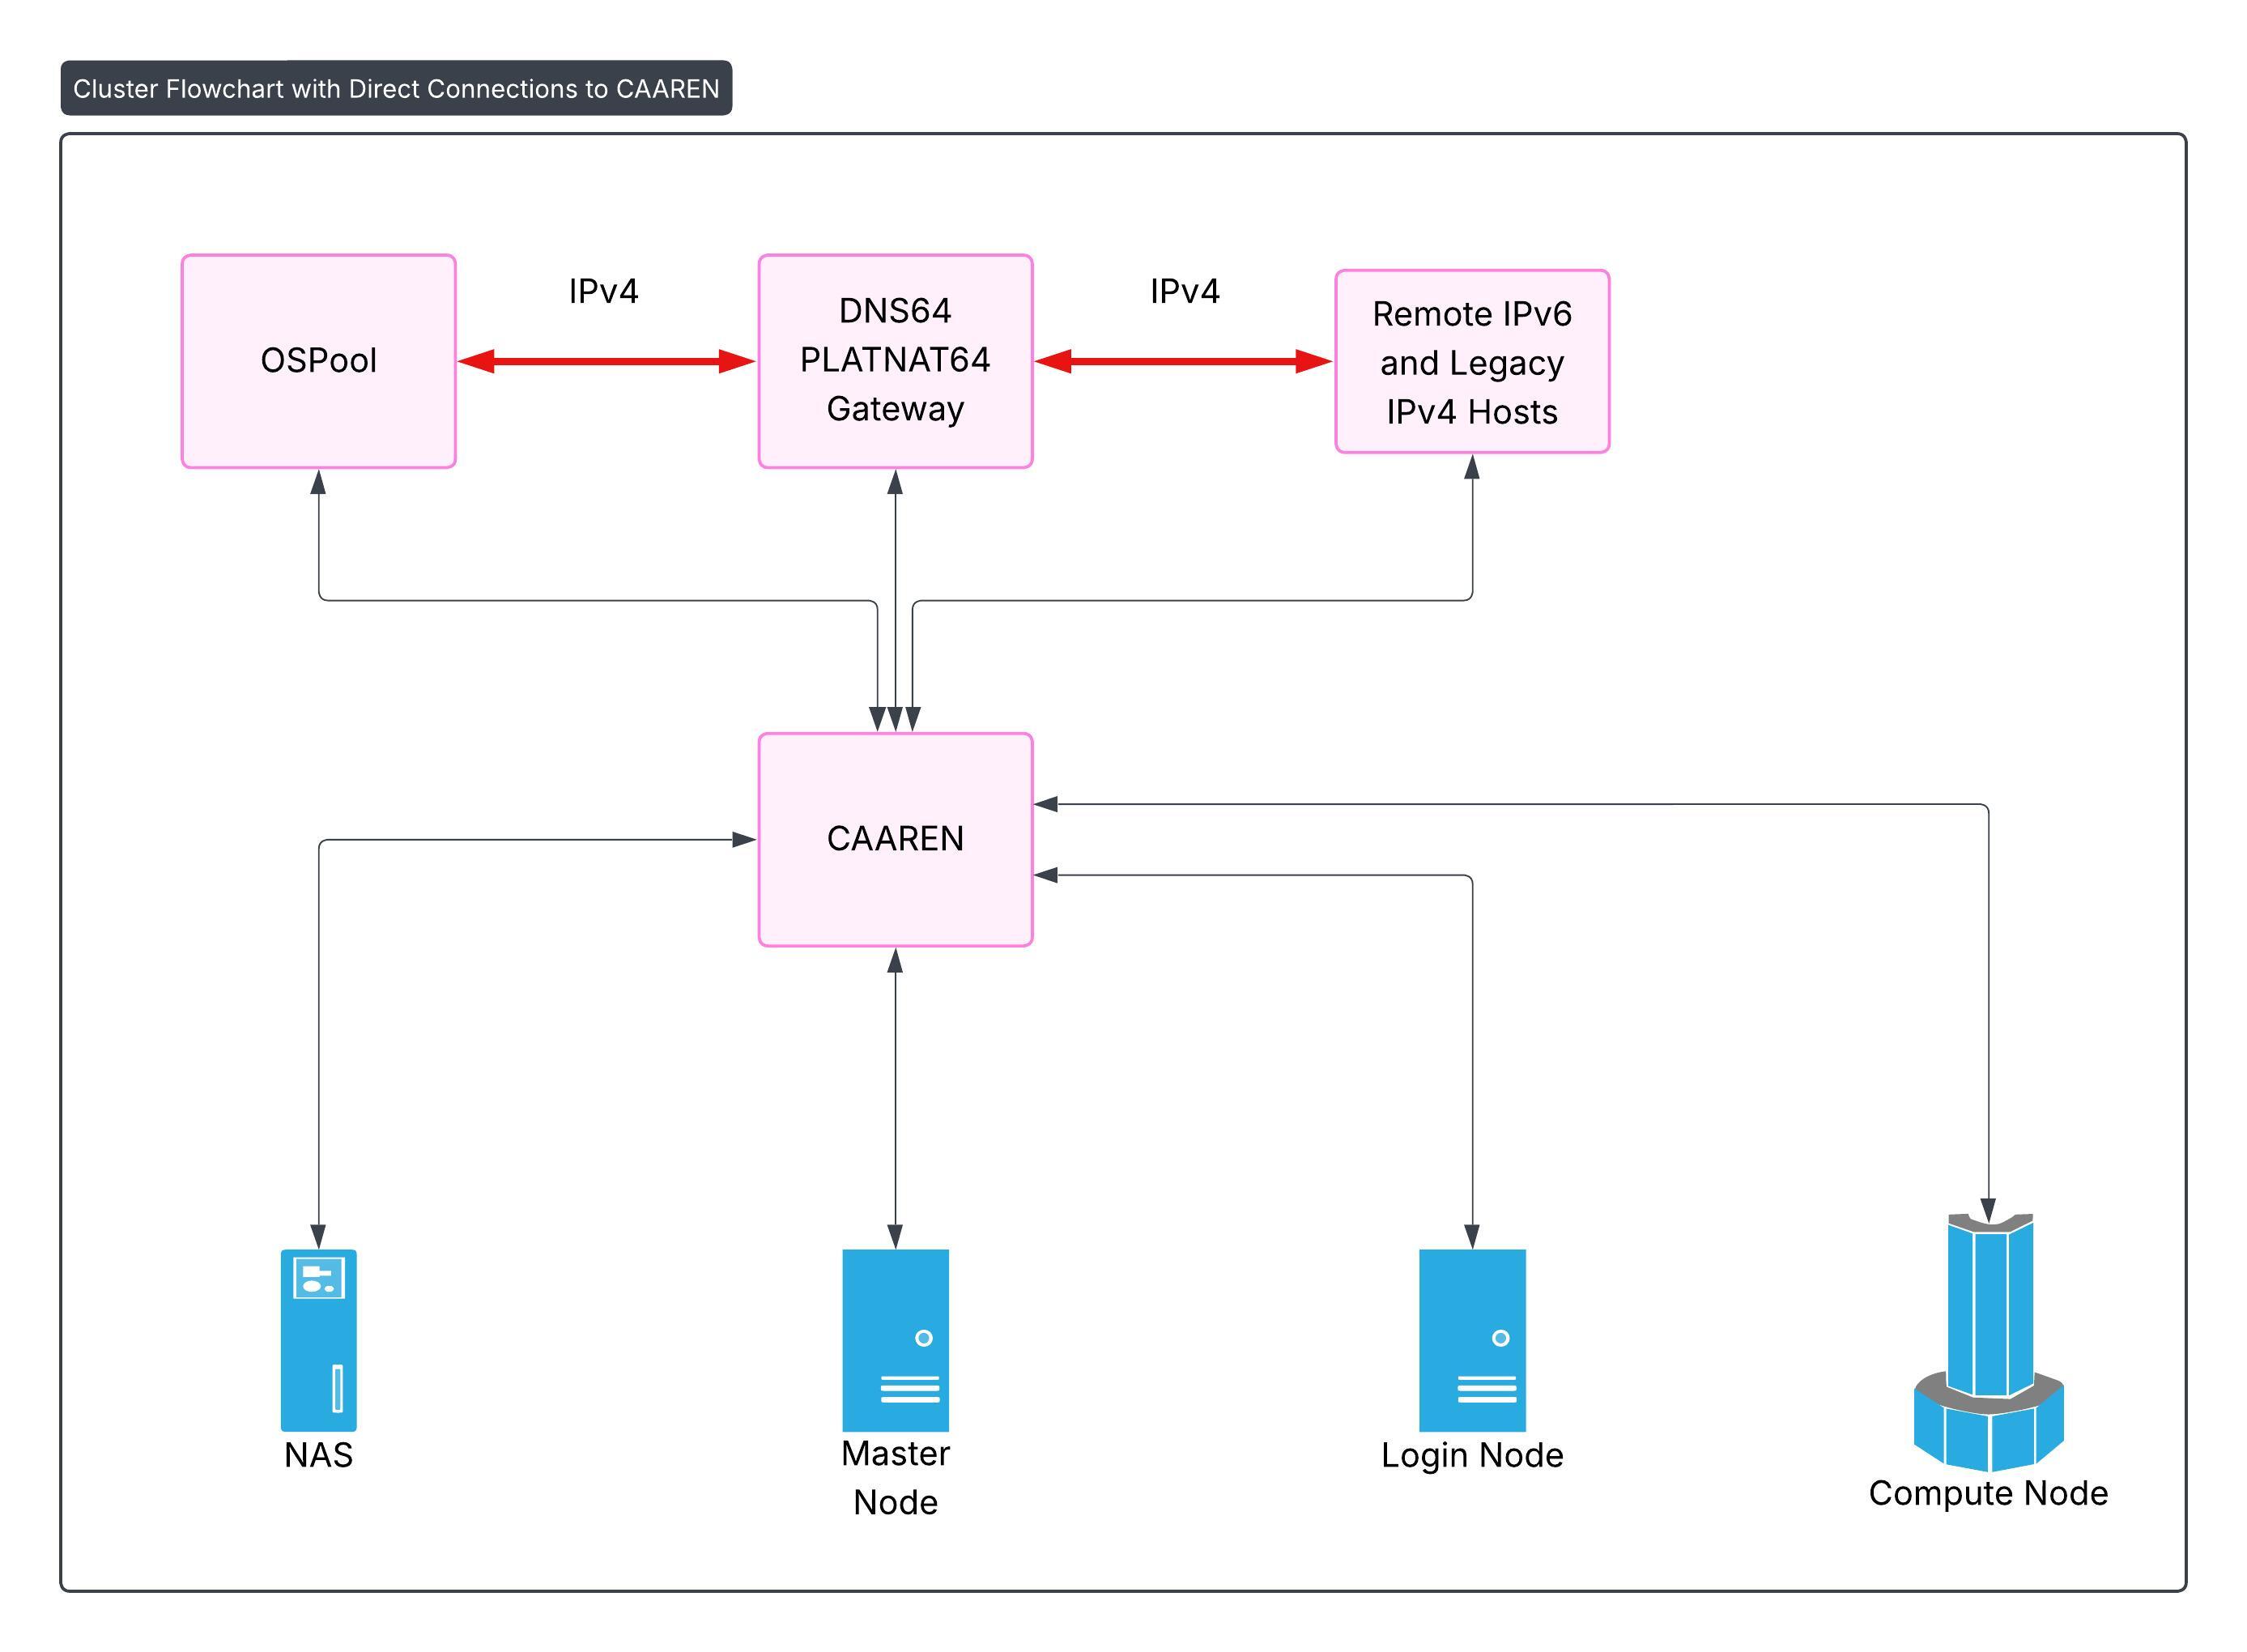 Cluster Flowchart with Direct Connections to CAAREN
OSPool
IPv4
DNS64
PLATNAT64
Gateway
IPv4
Remote IPv6
and Legacy
IPv4 Hosts
CAAREN
NAS
Master
Node
Login Node
Compute Node